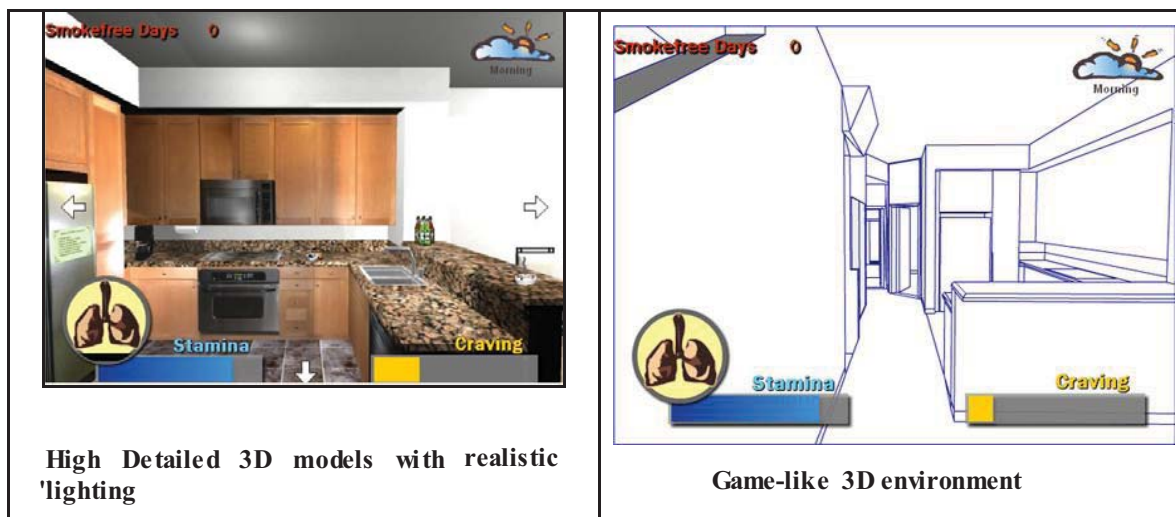 Smokefree Days 0
Morning
Stamina
Craving
High Detailed 3D models with realistic
'lighting
Smokefree Days 0
Morning
Stamina
Craving
Game-like 3D environment